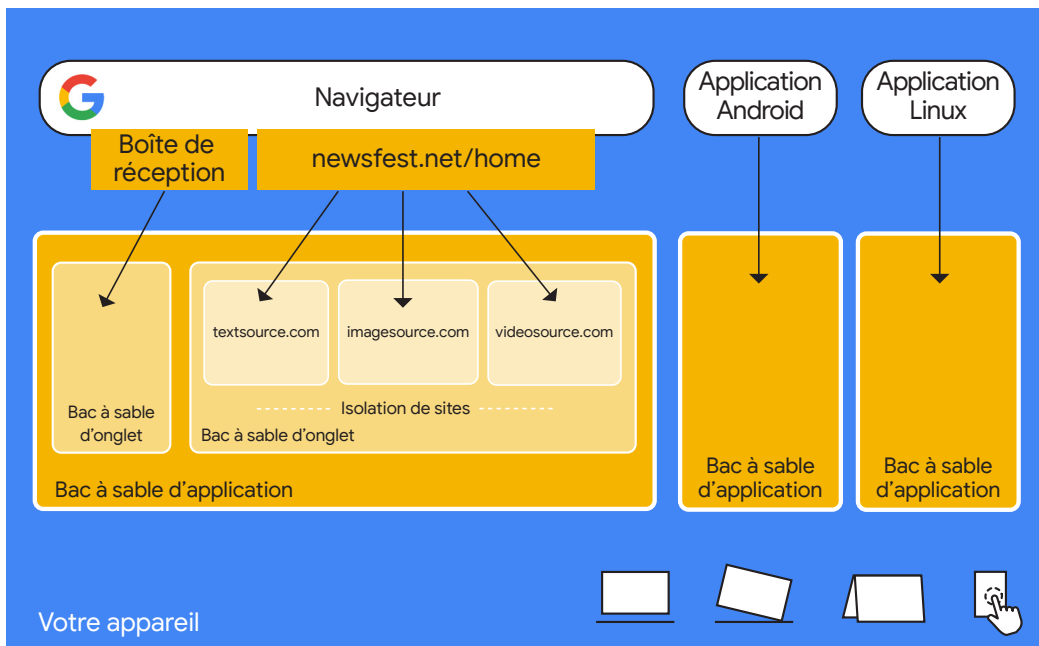 Navigateur
Application
Android
Application
Linux
Boîte de
réception
newsfest.net/home
textsource.com
imagesource.com
videosource.com
Isolation de sites
Bac à sable
d’onglet
Bac à sable d’onglet
Bac à sable d’application
Bac à sable
d’application
Bac à sable
d’application
Votre appareil